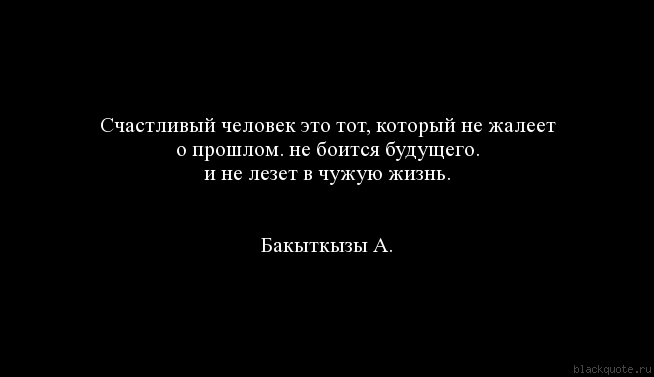 Счастливый человек это тот, который не жалеет
о прошлом. не боится будущего.
и не лезет в чужую жизнь.
Бакыткызы А.
blackquote.ru